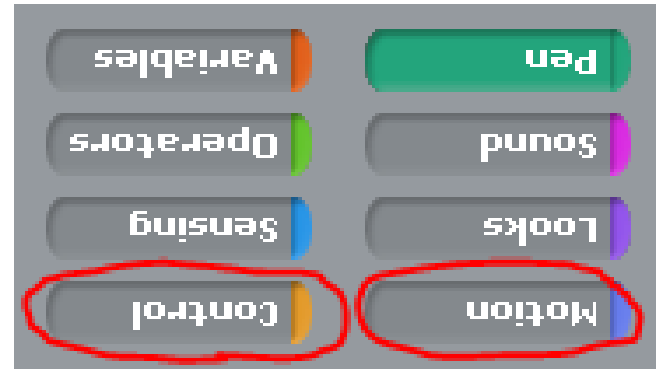 Motion Control
Looks Sensing
Sound Operators
Pen Variables